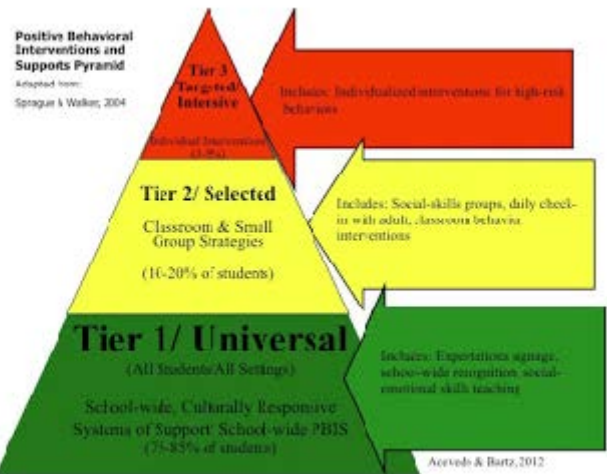 Positive Behavioral
Interventions and
Supports Pyramid
Adapted from:
Sprague & Walker, 2004
Tier 3
Targeted/
Intensive
Individual Interventions
Includes: Individualized interventions for high-risk
behaviors
Tier 2/ Selected
Classroom & Small
Group Strategies
(10-20% of students)
Includes: Social-skills groups, daily check-
in with adult, classroom behavior
interventions
Tier 1/ Universal
(All Students/All Settings)
School-wide, Culturally Responsive
Systems of Support: School-wide PBIS
(75-85% of students)
Includes: Expectations signage,
school-wide recognition, social-
emotional skills teaching
Acevedo & Bartz, 2012